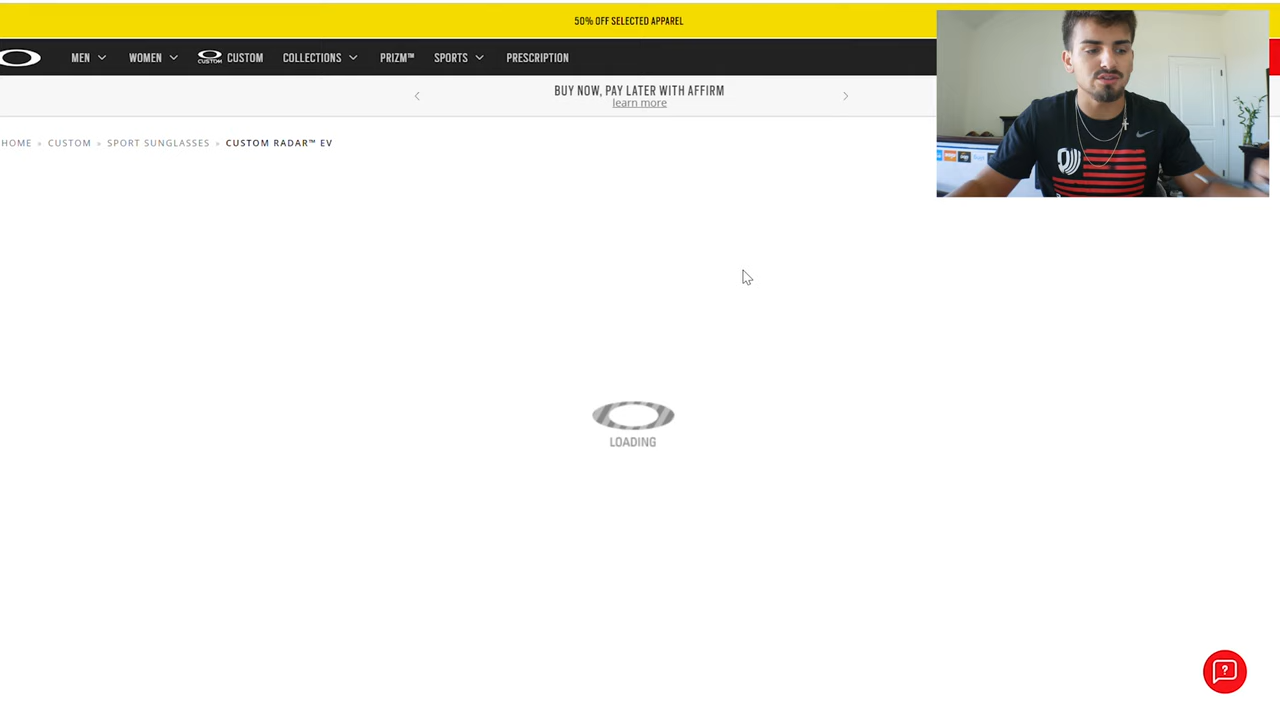 50% OFF SELECTED APPAREL
MEN
WOMEN
CUSTOM
CUSTOM
COLLECTIONS
PRIZM™
SPORTS
PRESCRIPTION
BUY NOW, PAY LATER WITH AFFIRM
learn more
HOME » CUSTOM » SPORT SUNGLASSES » CUSTOM RADAR™ EV
LOADING
?